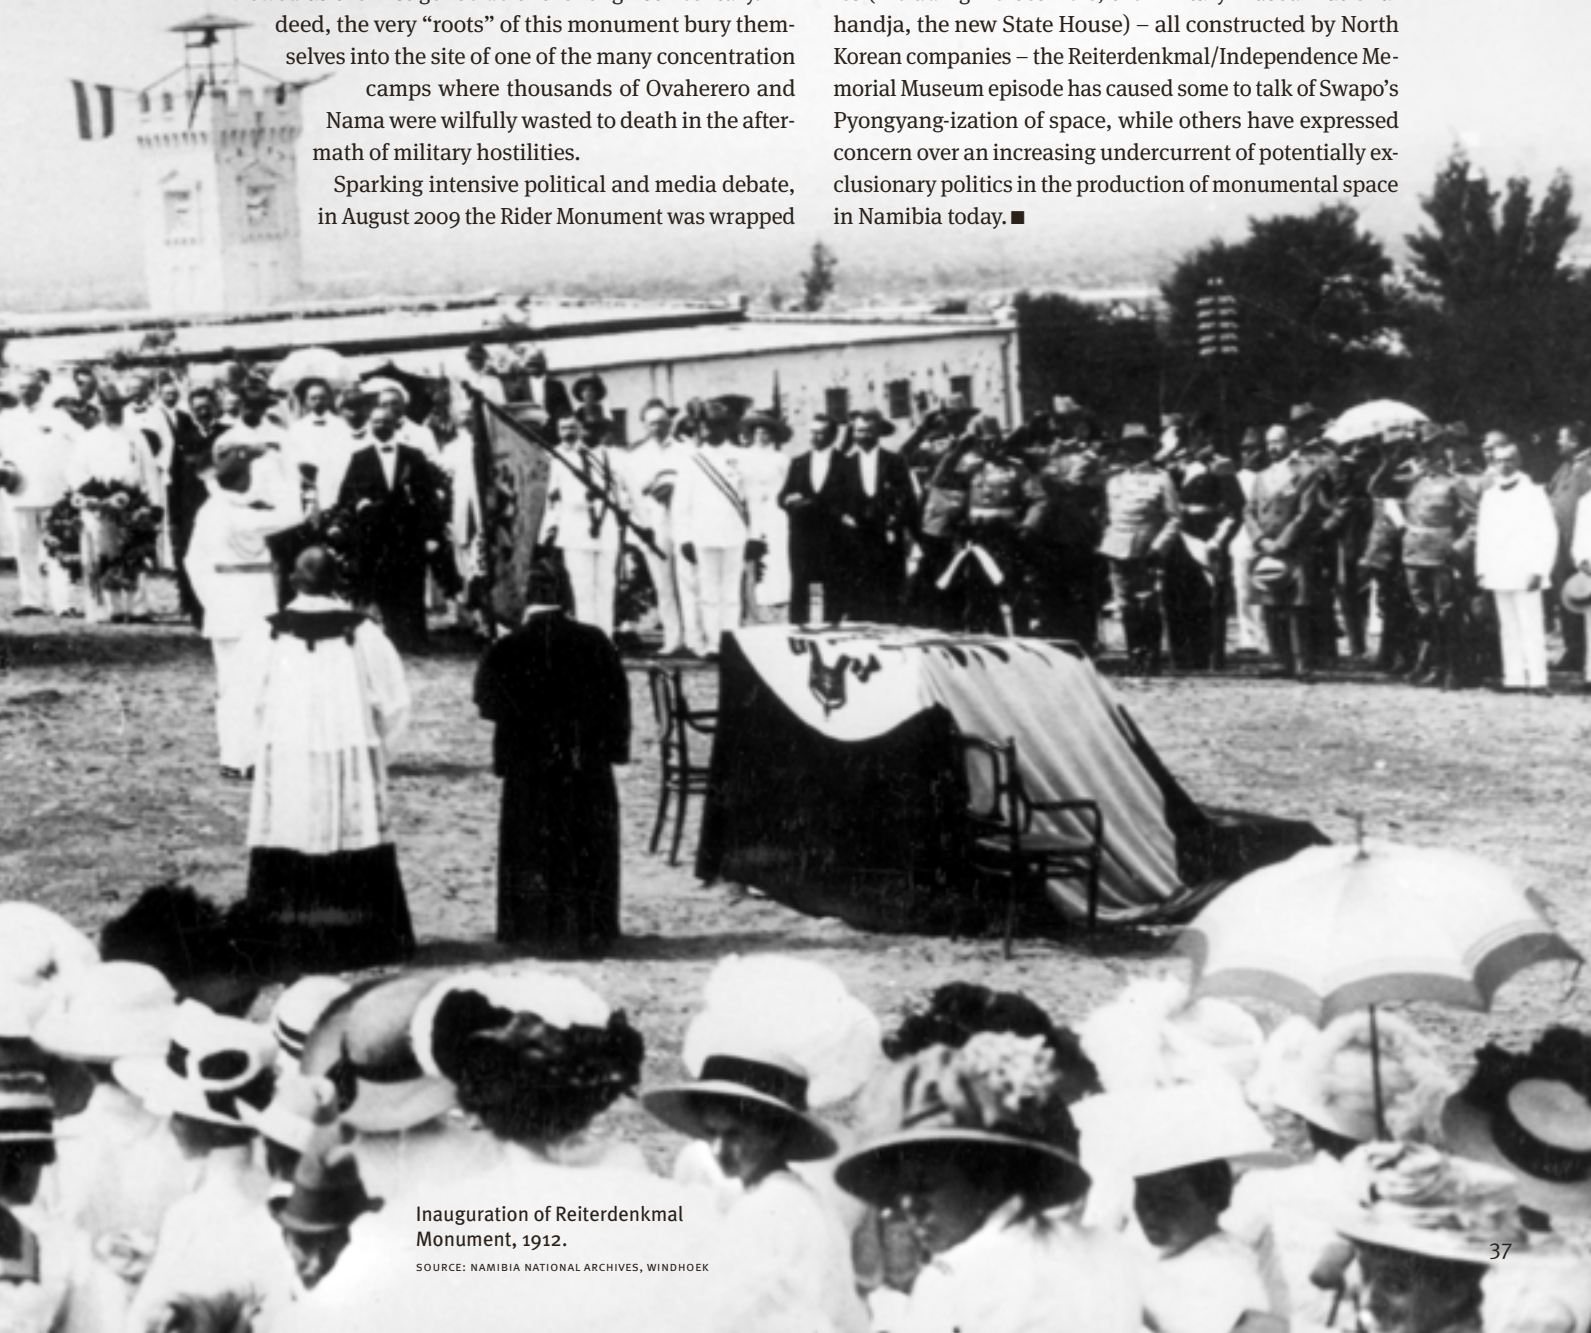 deed, the very “roots” of this monument bury them-
selves into the site of one of the many concentration
camps where thousands of Ovaherero and
Nama were wilfully wasted to death in the after-
math of military hostilities.
Sparking intensive political and media debate,
in August 2009 the Rider Monument was wrapped
handja, the new State House) – all constructed by North
Korean companies – the Reiterdenkmal/Independence Me-
morial Museum episode has caused some to talk of Swapo’s
Pyongyang-ization of space, while others have expressed
concern over an increasing undercurrent of potentially ex-
clusionary politics in the production of monumental space
in Namibia today. ■
Inauguration of Reiterdenkmal
Monument, 1912.
SOURCE: NAMIBIA NATIONAL ARCHIVES, WINDHOEK
37